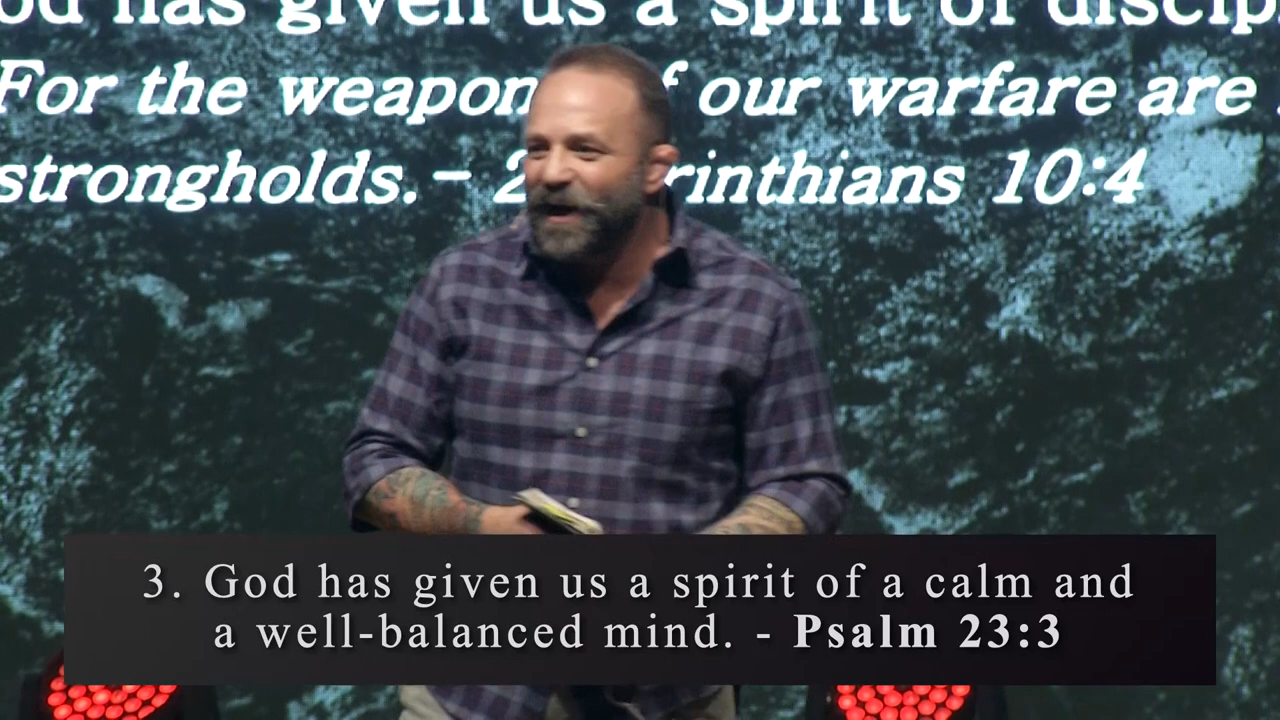 od has given us a spirit of discip
For the weapon f our warfare are
strongholds. - 2 rinthians 10:4
3. God has given us a spirit of a calm and
a well-balanced mind. - Psalm 23:3